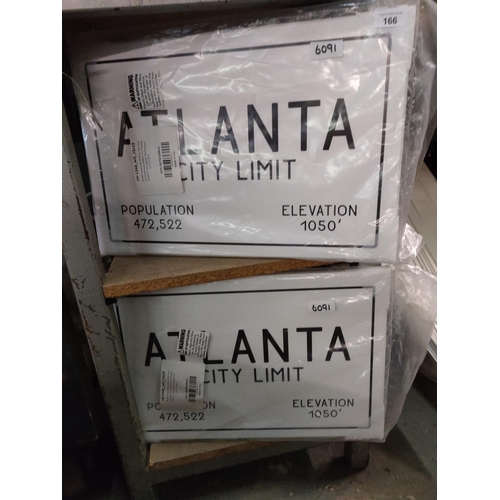 166
6091
WARNING
ATLANTA
CITY LIMIT
POPULATION
472,522
ELEVATION
1050'
6091
WARNING
ATLANTA
CITY LIMIT
ELEVATION
472,522
1050'